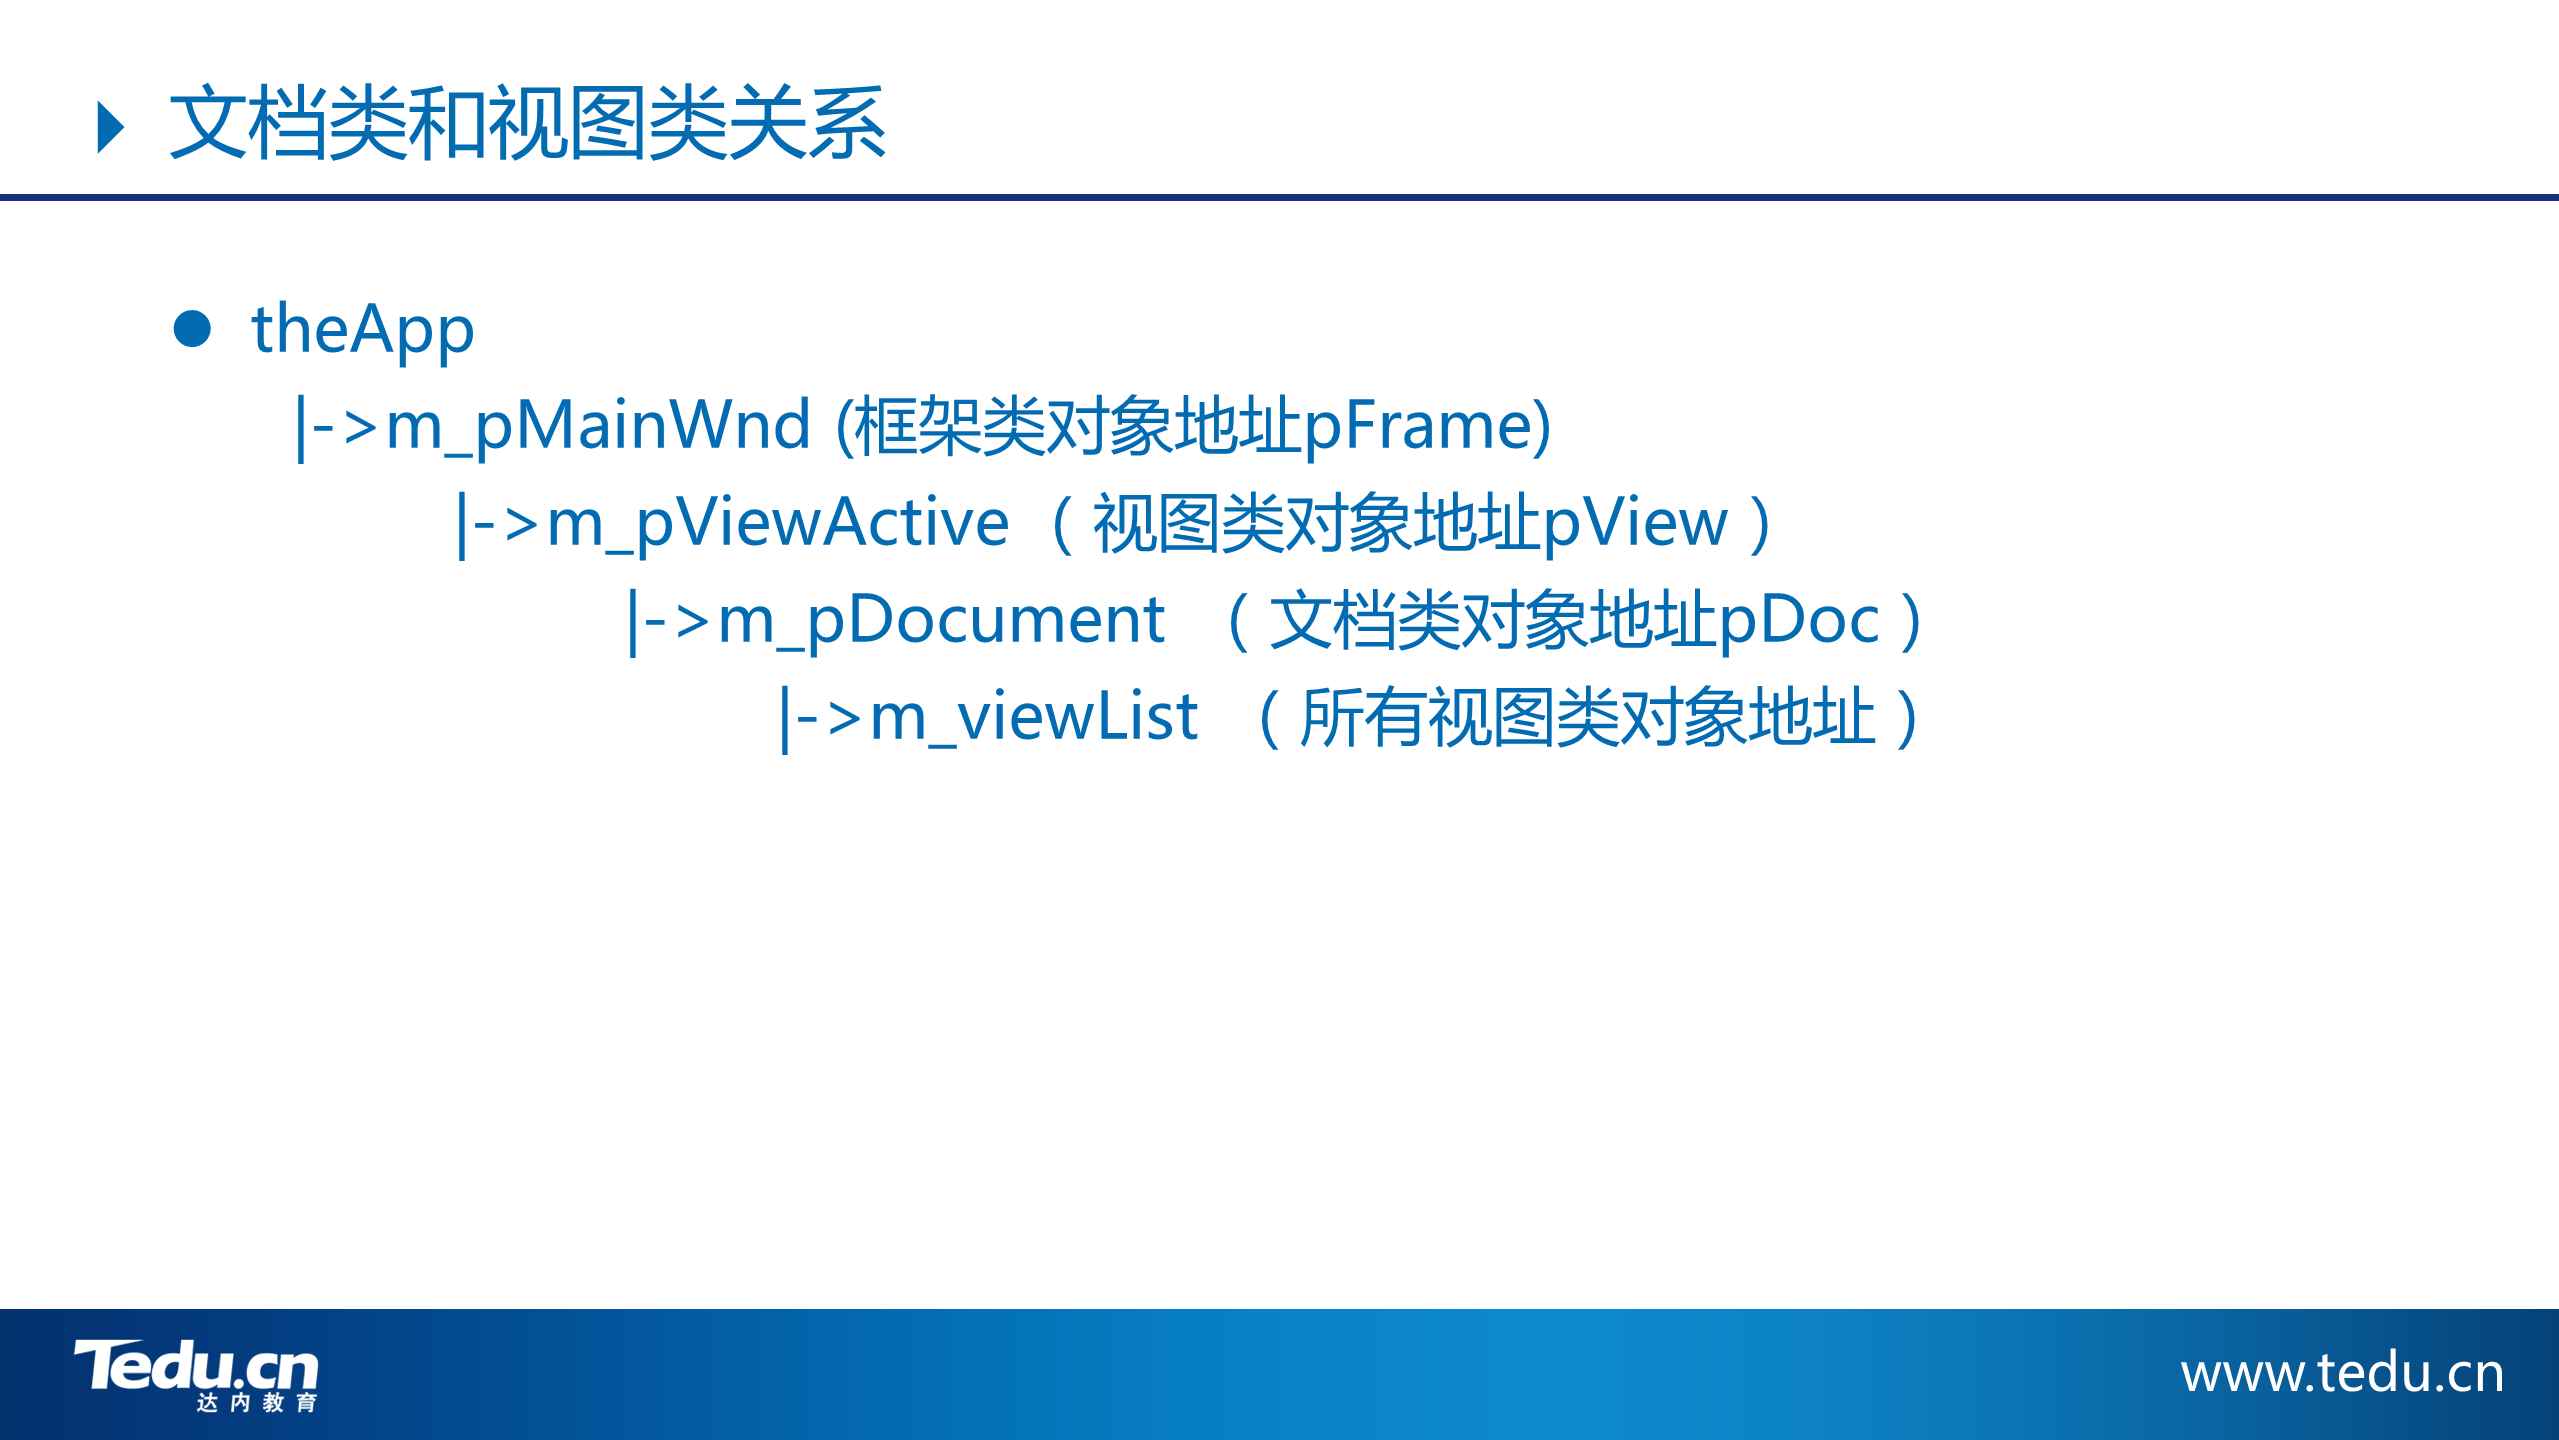 文档类和视图类关系
● theApp
|->m_pMainWnd (框架类对象地址pFrame)
|->m_pViewActive （视图类对象地址pView）
|->m_pDocument （文档类对象地址pDoc）
|->m_viewList （所有视图类对象地址）
Tedu.cn
达内教育
www.tedu.cn